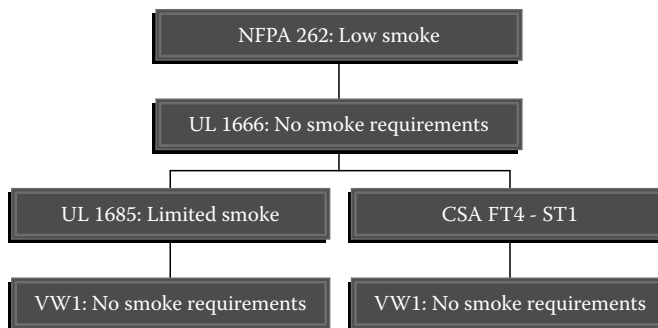 NFPA 262: Low smoke
UL 1666: No smoke requirements
UL 1685: Limited smoke
CSA FT4 - ST1
VW1: No smoke requirements
VW1: No smoke requirements